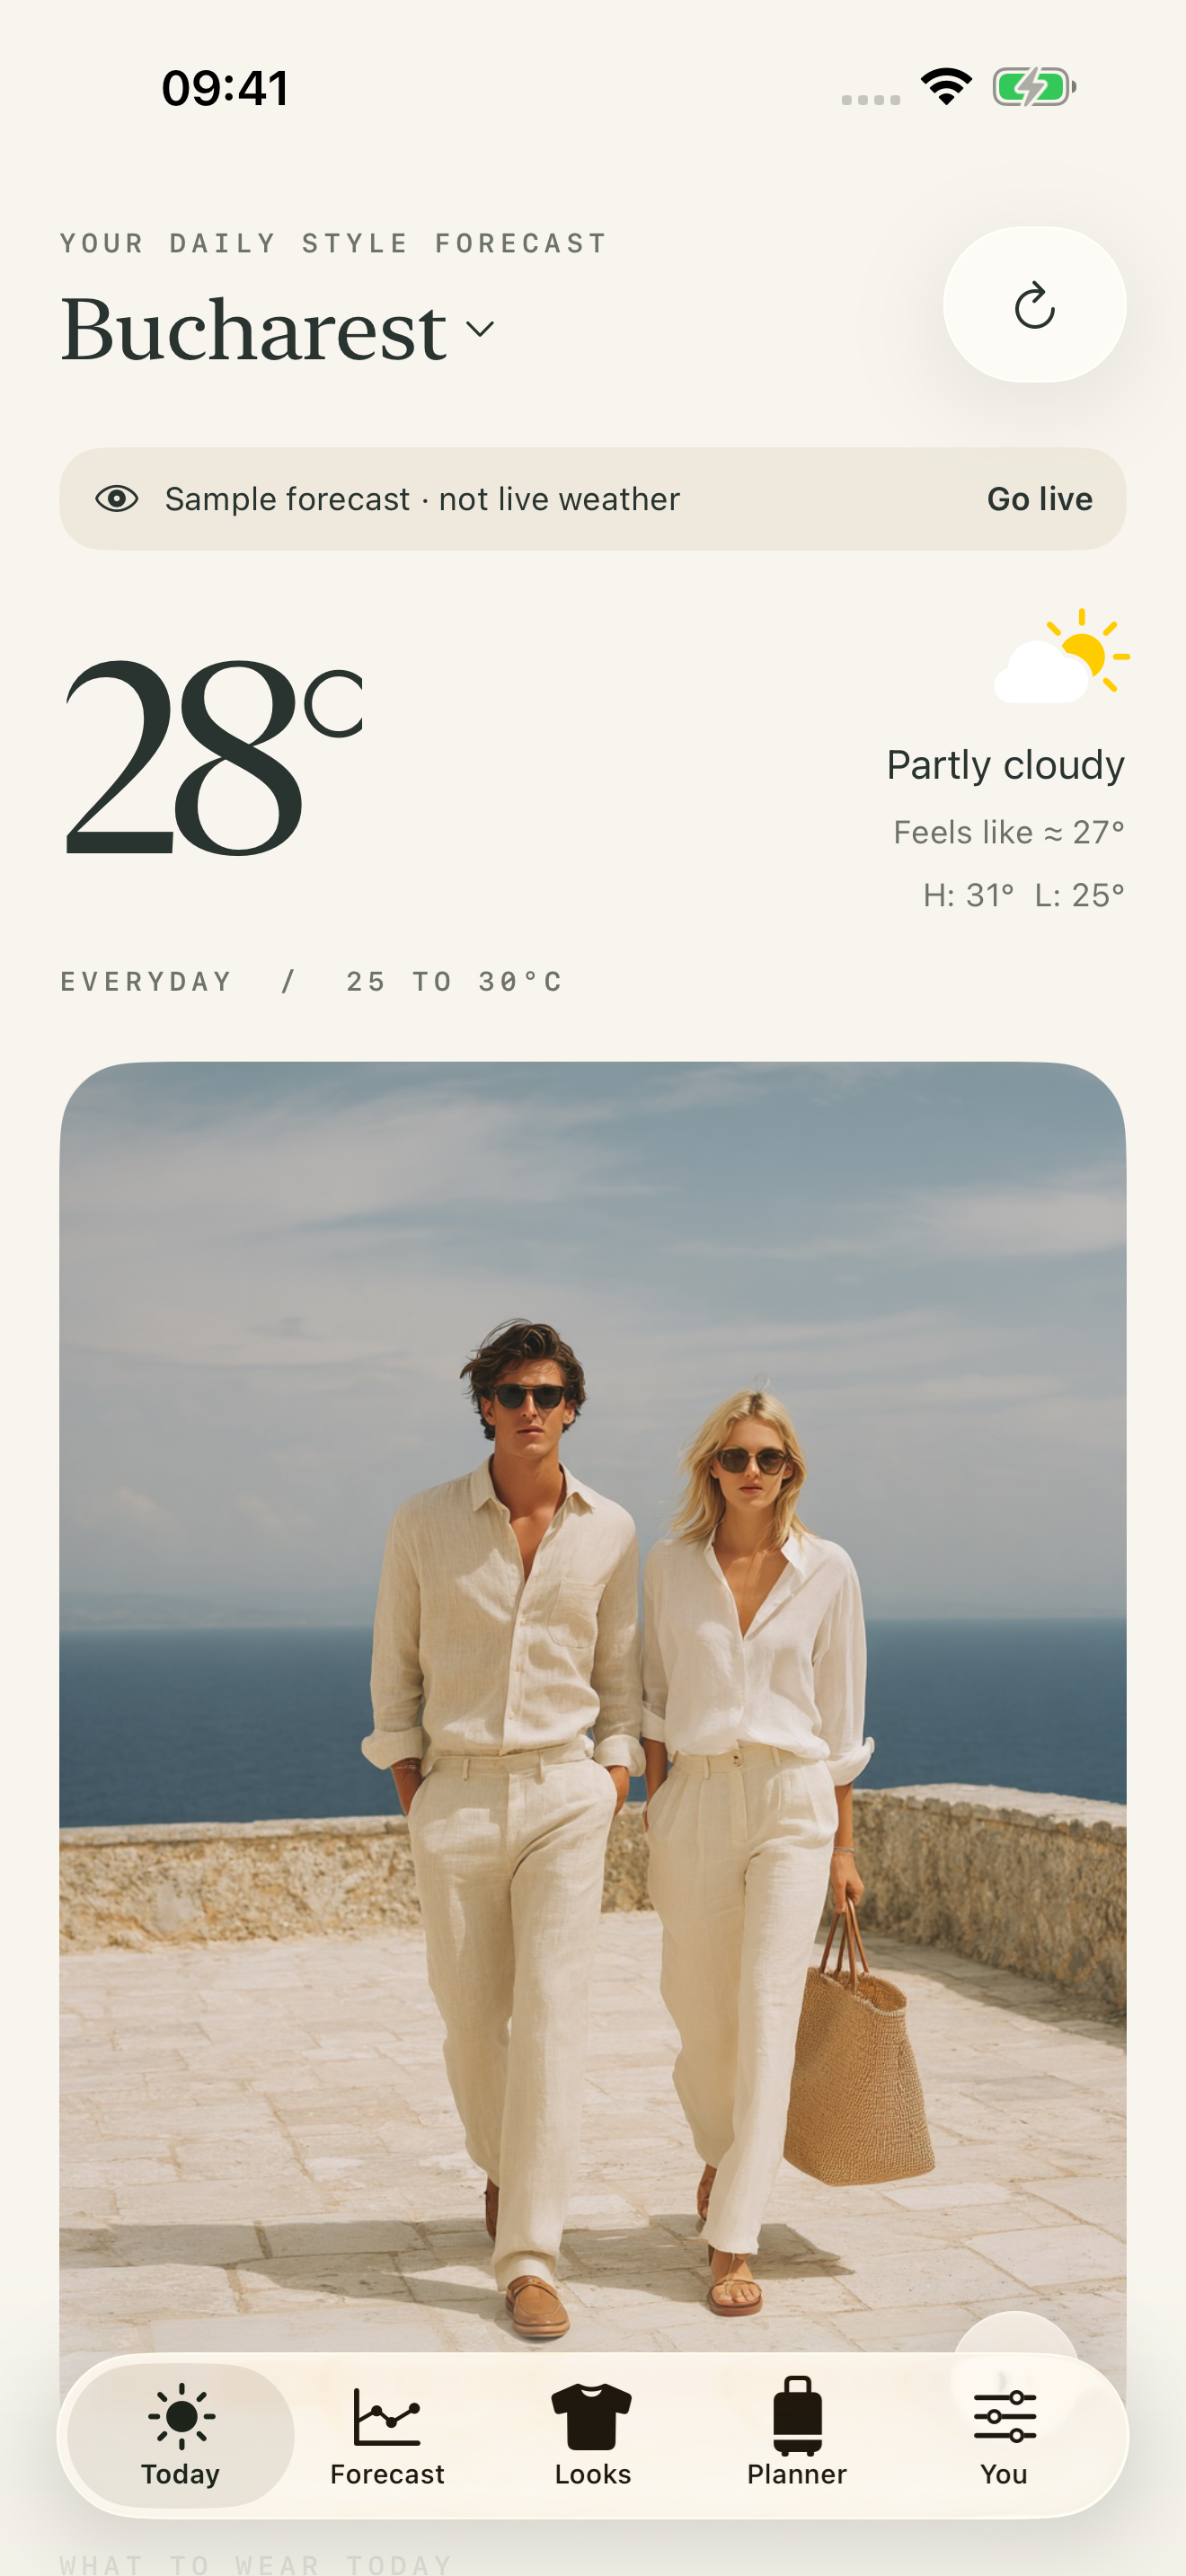 09:41
YOUR DAILY STYLE FORECAST
Bucharest
Sample forecast · not live weather
Go live
28°C
Partly cloudy
Feels like ≈ 27°
H: 31° L: 25°
EVERYDAY / 25 TO 30°C
Today
Forecast
Looks
Planner
You
WHAT TO WEAR TODAY